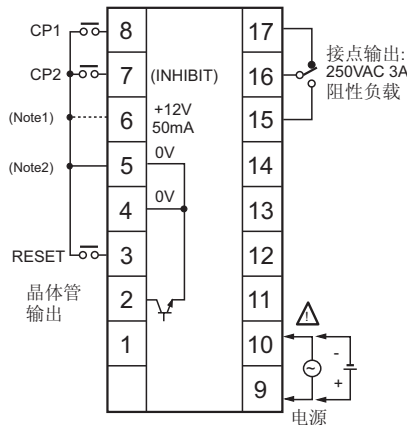 CP1
8
17
接点输出:
250VAC 3A
阻性负载
CP2
7
(INHIBIT)
16
(Note1)
6
+12V
50mA
15
(Note2)
5
0V
14
4
0V
13
RESET
3
12
晶体管
输出
2
11
1
10
!
~
-
+
9
电源